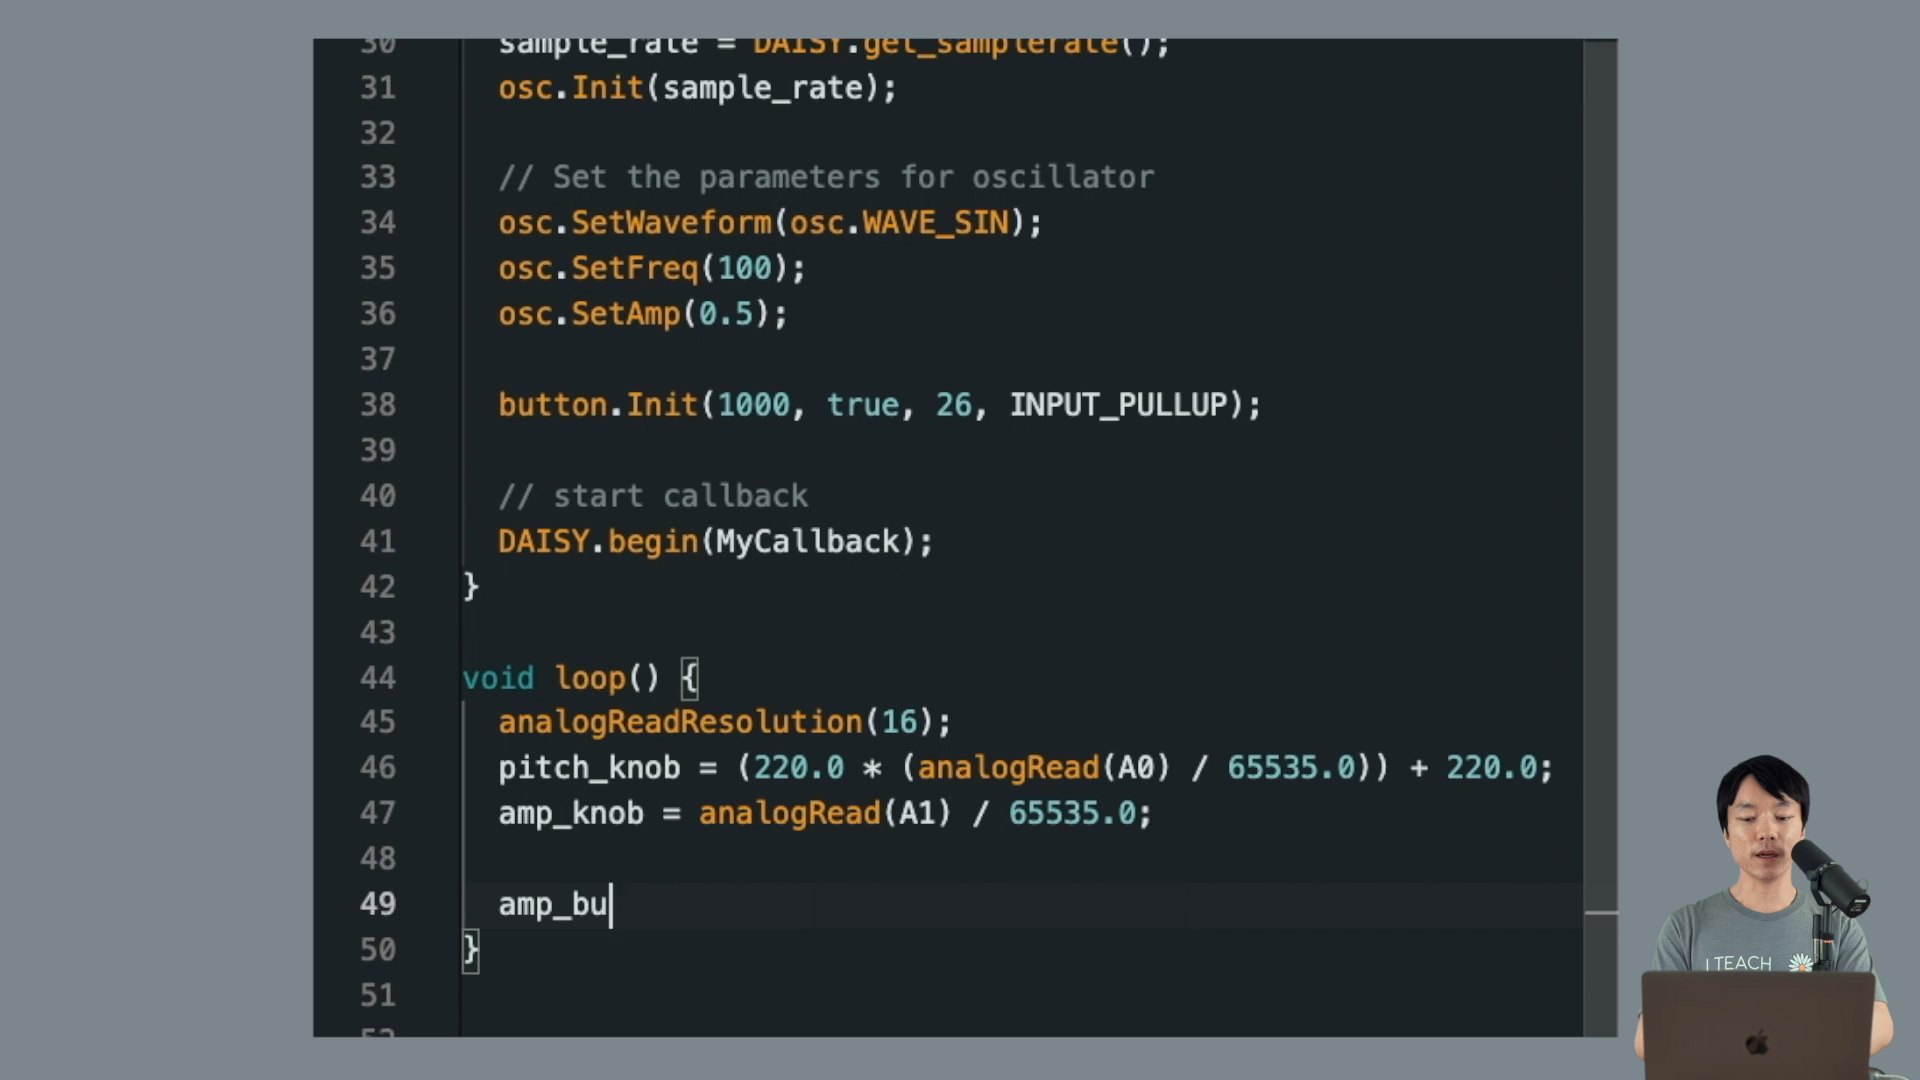 30 sample_rate = DAISY.get_samplerate();
31 osc.Init(sample_rate);
32
33 // Set the parameters for oscillator
34 osc.SetWaveform(osc.WAVE_SIN);
35 osc.SetFreq(100);
36 osc.SetAmp(0.5);
37
38 button.Init(1000, true, 26, INPUT_PULLUP);
39
40 // start callback
41 DAISY.begin(MyCallback);
42 }
43
44 void loop() {
45 analogReadResolution(16);
46 pitch_knob = (220.0 * (analogRead(A0) / 65535.0)) + 220.0;
47 amp_knob = analogRead(A1) / 65535.0;
48
49 amp_bu
50 }
51
52
I TEACH